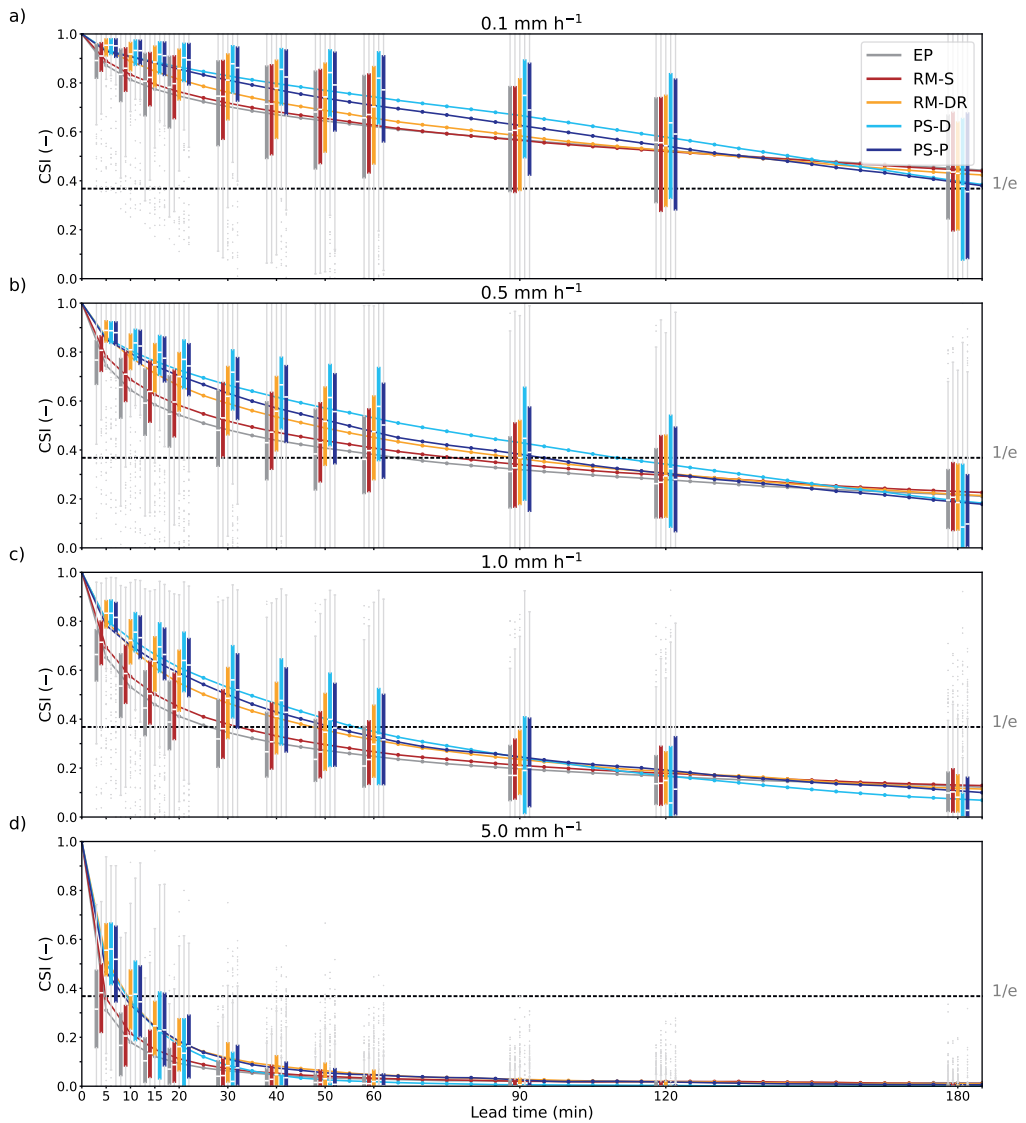 a)
0.1 mm h⁻¹
1.0
0.8
0.6
0.4
0.2
0.0
CSI (−)
EP
RM-S
RM-DR
PS-D
PS-P
1/e
b)
0.5 mm h⁻¹
1.0
0.8
0.6
0.4
0.2
0.0
CSI (−)
1/e
c)
1.0 mm h⁻¹
1.0
0.8
0.6
0.4
0.2
0.0
CSI (−)
1/e
d)
5.0 mm h⁻¹
1.0
0.8
0.6
0.4
0.2
0.0
CSI (−)
1/e
0 5 10 15 20 30 40 50 60 90 120 180
Lead time (min)